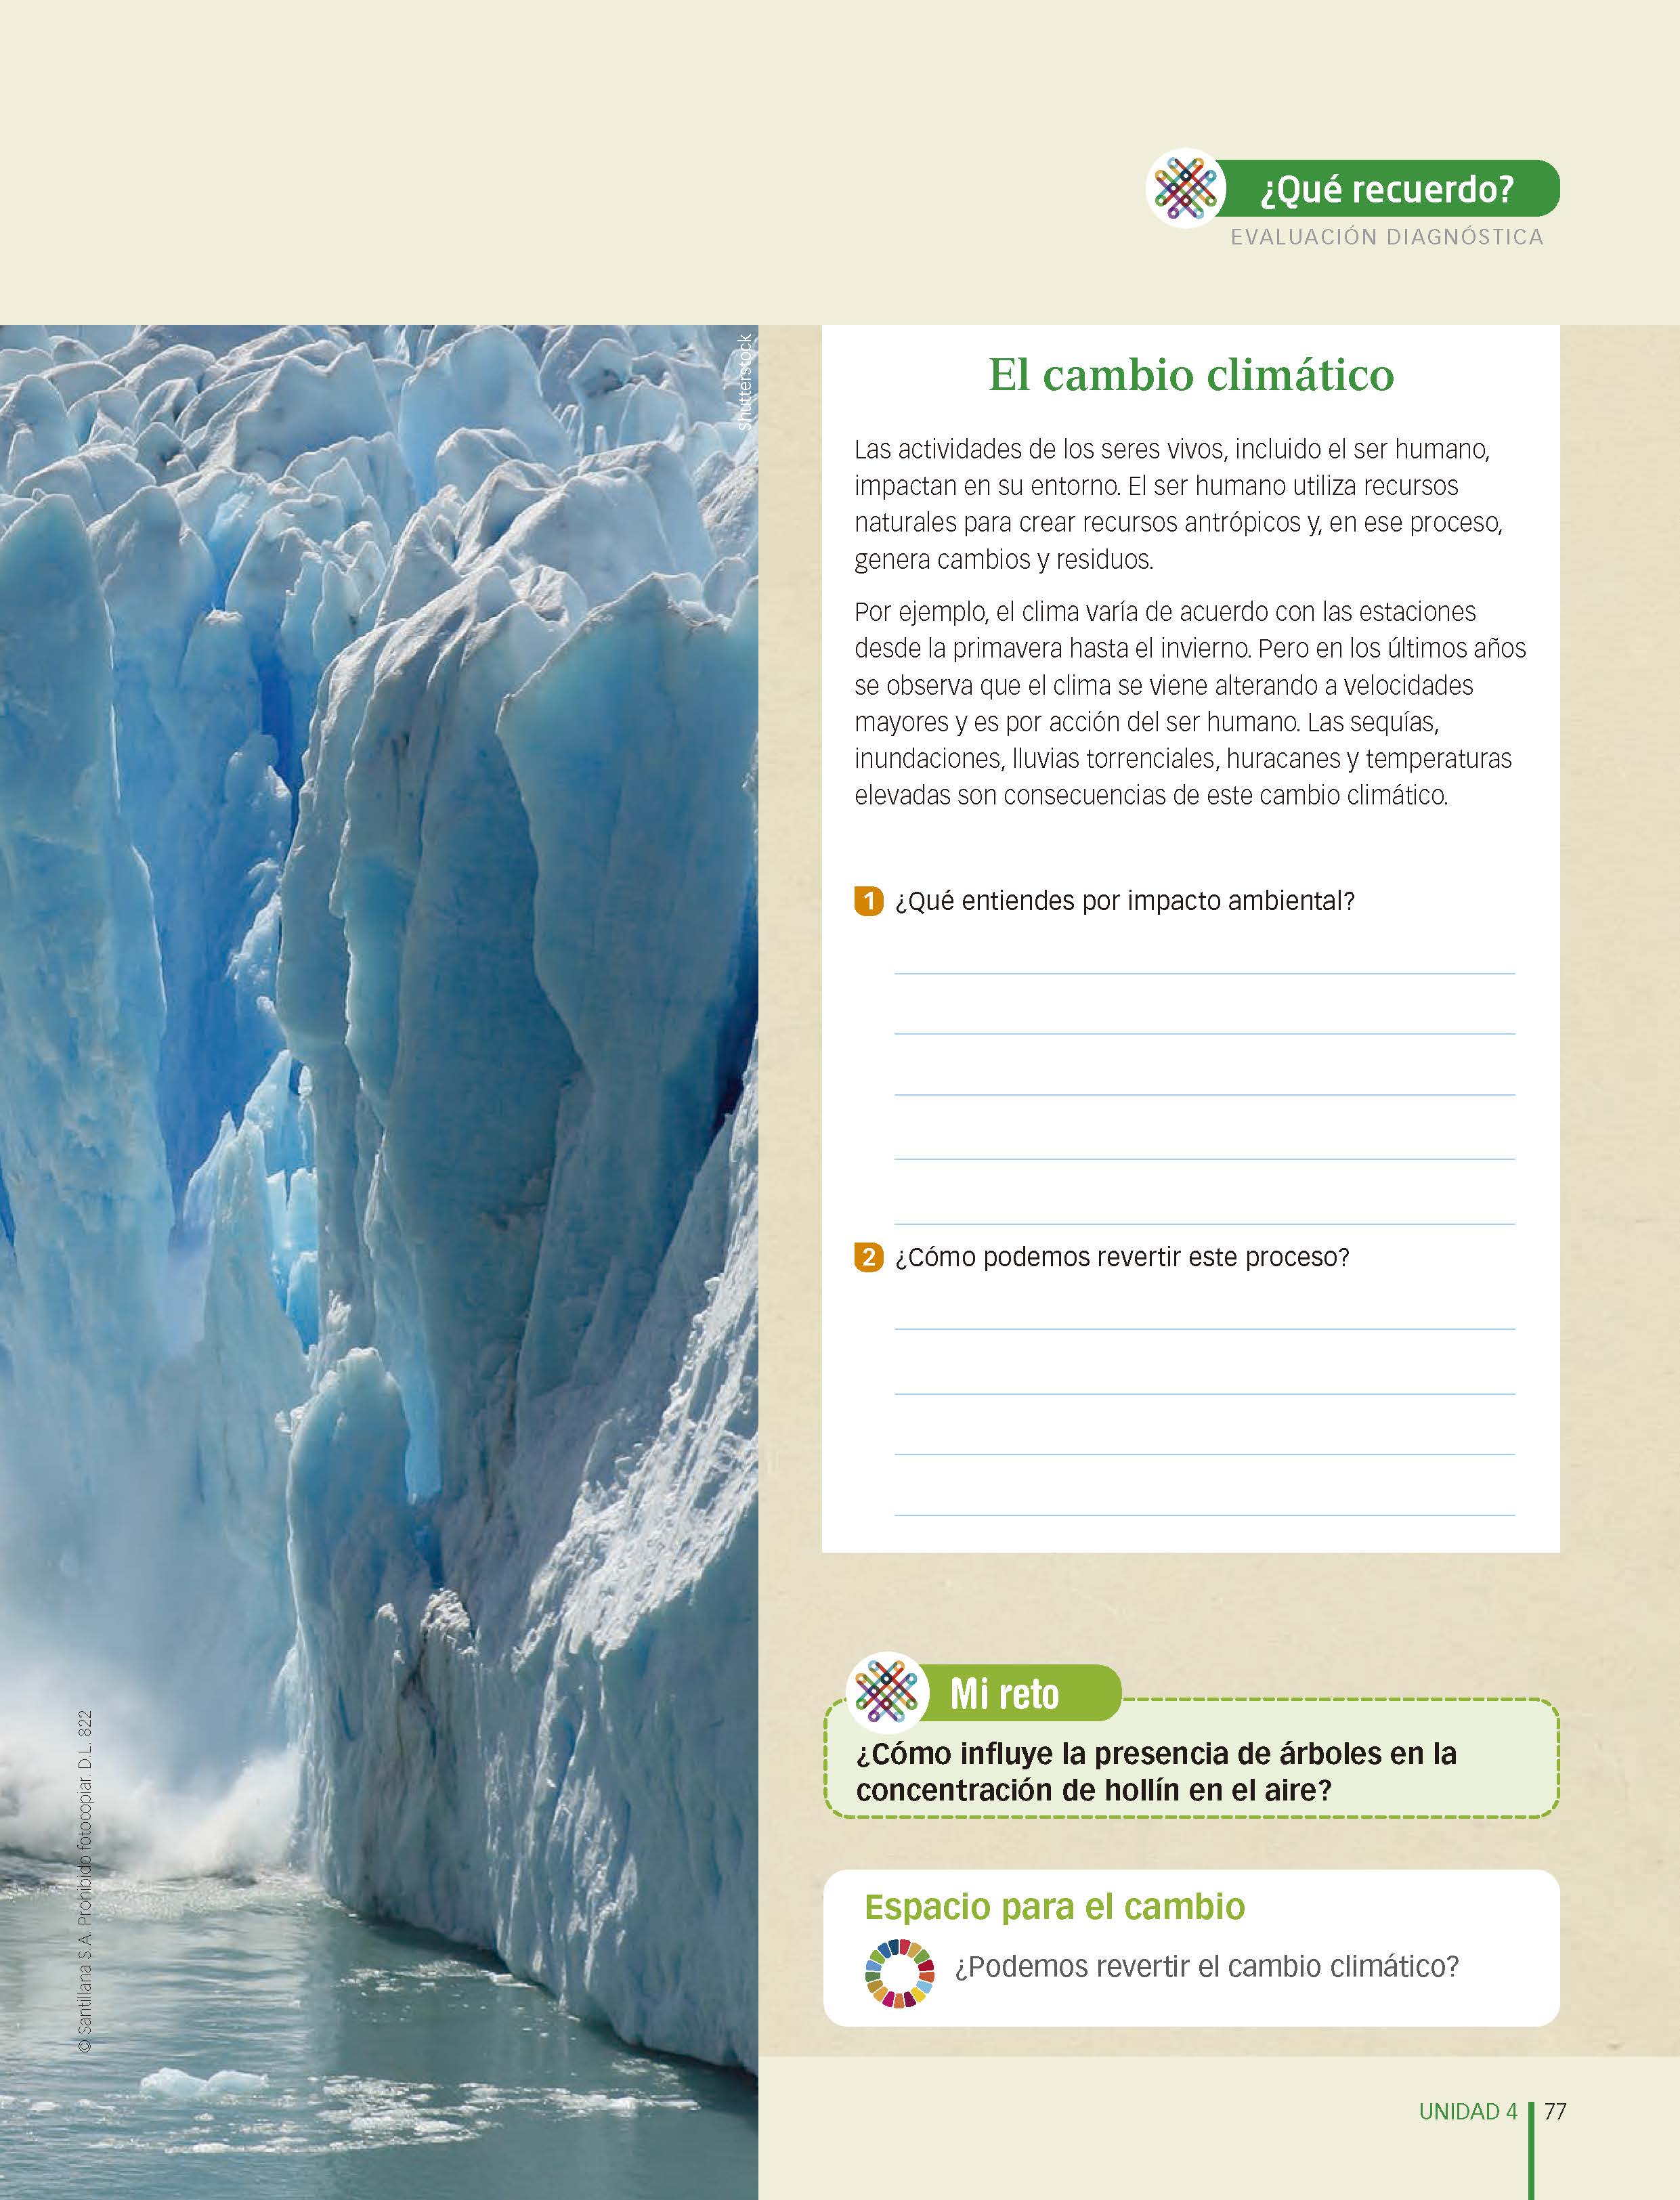 ¿Qué recuerdo?
EVALUACIÓN DIAGNÓSTICA
Shutterstock
El cambio climático
Las actividades de los seres vivos, incluido el ser humano,
impactan en su entorno. El ser humano utiliza recursos
naturales para crear recursos antrópicos y, en ese proceso,
genera cambios y residuos.
Por ejemplo, el clima varía de acuerdo con las estaciones
desde la primavera hasta el invierno. Pero en los últimos años
se observa que el clima se viene alterando a velocidades
mayores y es por acción del ser humano. Las sequías,
inundaciones, lluvias torrenciales, huracanes y temperaturas
elevadas son consecuencias de este cambio climático.
1 ¿Qué entiendes por impacto ambiental?
2 ¿Cómo podemos revertir este proceso?
Mi reto
¿Cómo influye la presencia de árboles en la
concentración de hollín en el aire?
Espacio para el cambio
¿Podemos revertir el cambio climático?
© Santillana S.A. Prohibido fotocopiar. D.L. 822
UNIDAD 4 77